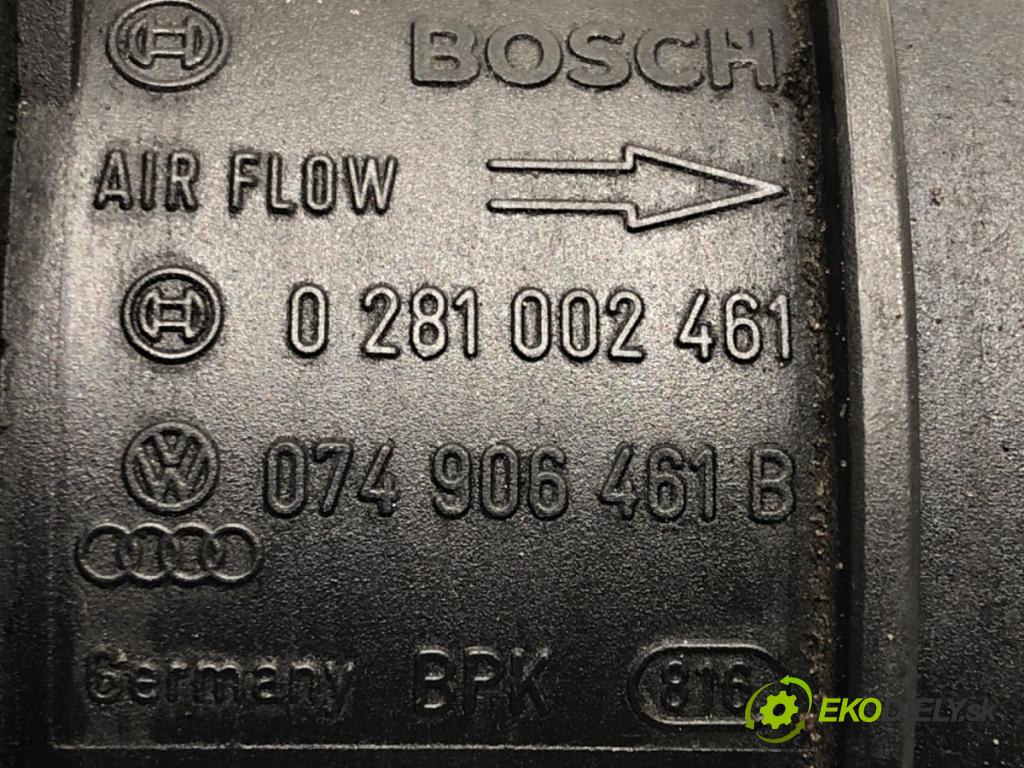 BOSCH
AIR FLOW
0 281 002 461
074 906 461 B
Germany BPK 816
EKODIELY.sk